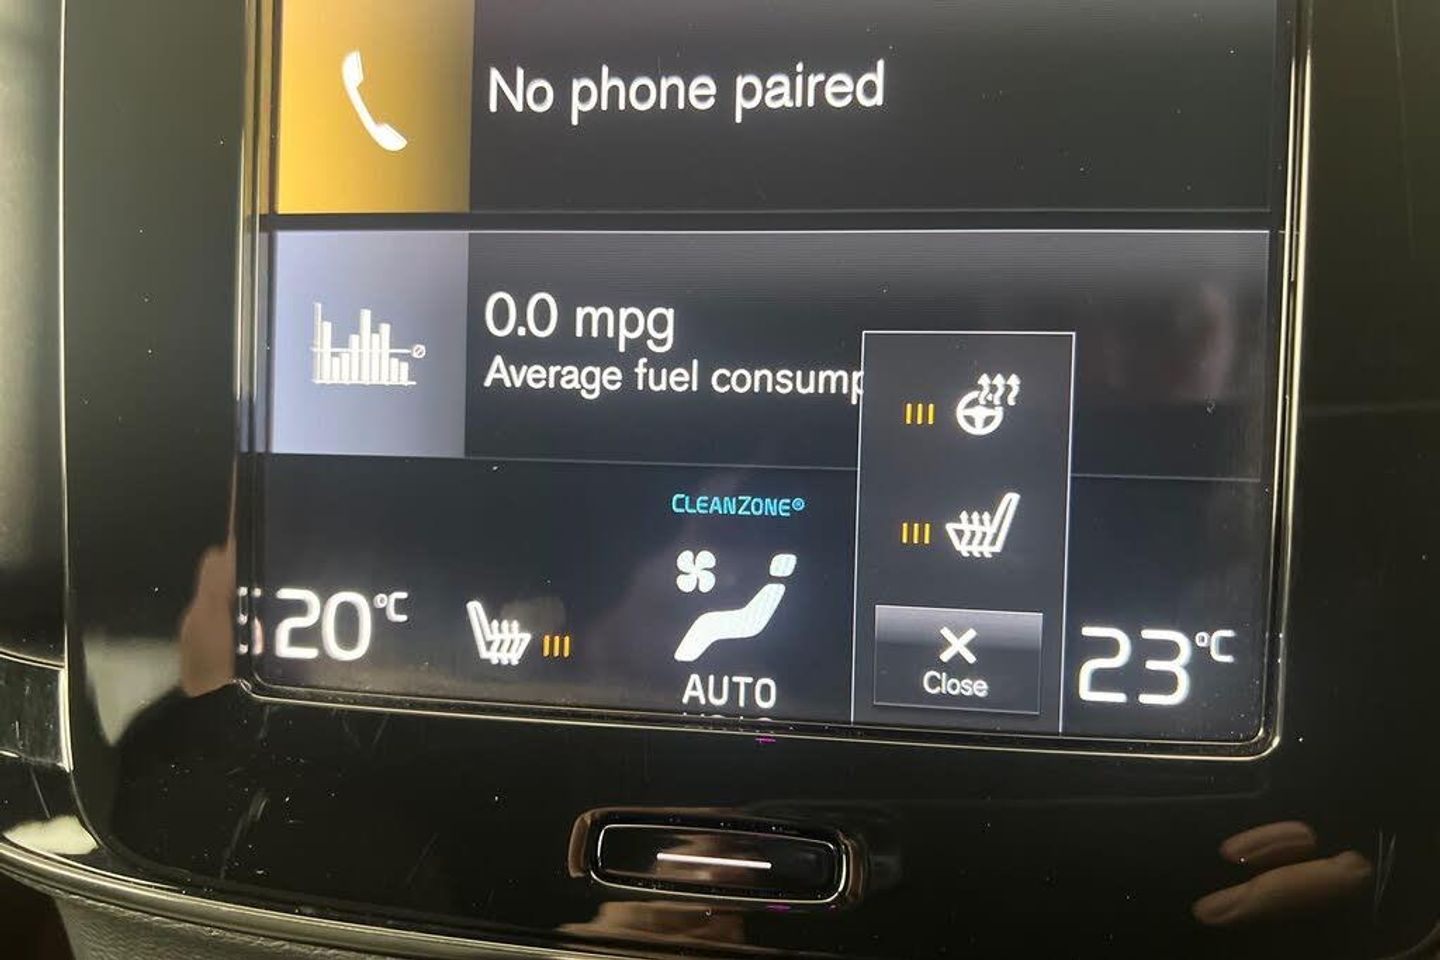 No phone paired
0.0 mpg
Average fuel consump
CLEANZONE®
20°C
AUTO
Close
23°C